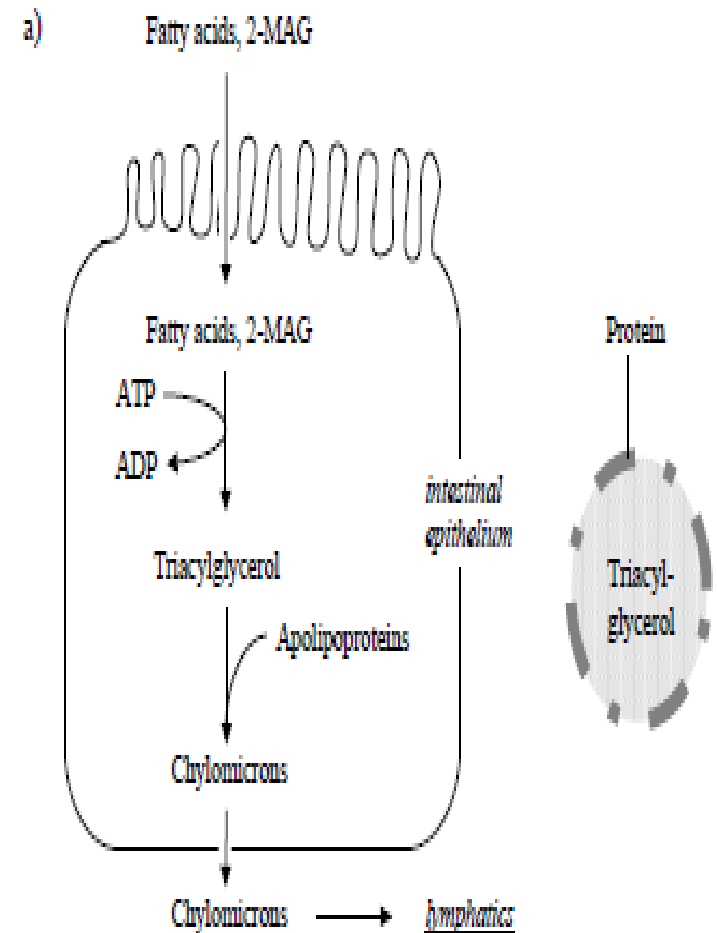 a)
Fatty acids, 2-MAG
Fatty acids, 2-MAG
Protein
ATP
ADP
intestinal
epithelium
Triacylglycerol
Triacyl-
glycerol
Apolipoproteins
Chylomicrons
Chylomicrons
lymphatics